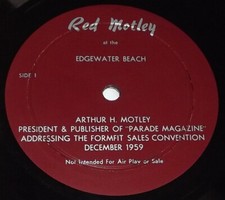 Red Motley
at the
EDGEWATER BEACH
SIDE 1
ARTHUR H. MOTLEY
PRESIDENT & PUBLISHER OF "PARADE MAGAZINE"
ADDRESSING THE FORMFIT SALES CONVENTION
DECEMBER 1959
Not Intended For Air Play or Sale